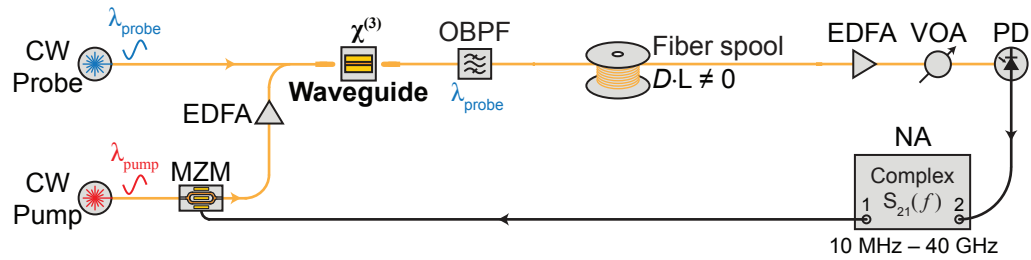 λprobe
CW
Probe
χ(3)
Waveguide
OBPF
λprobe
Fiber spool
D·L ≠ 0
EDFA
VOA
PD
EDFA
λpump
CW
Pump
MZM
NA
Complex
S21(f)
1
2
10 MHz – 40 GHz